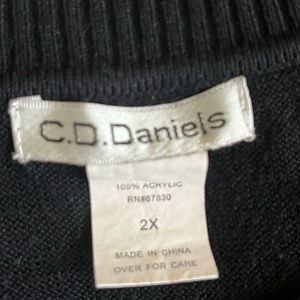 C.D.Daniels
100% ACRYLIC
RN#67830
2X
MADE IN CHINA
OVER FOR CARE